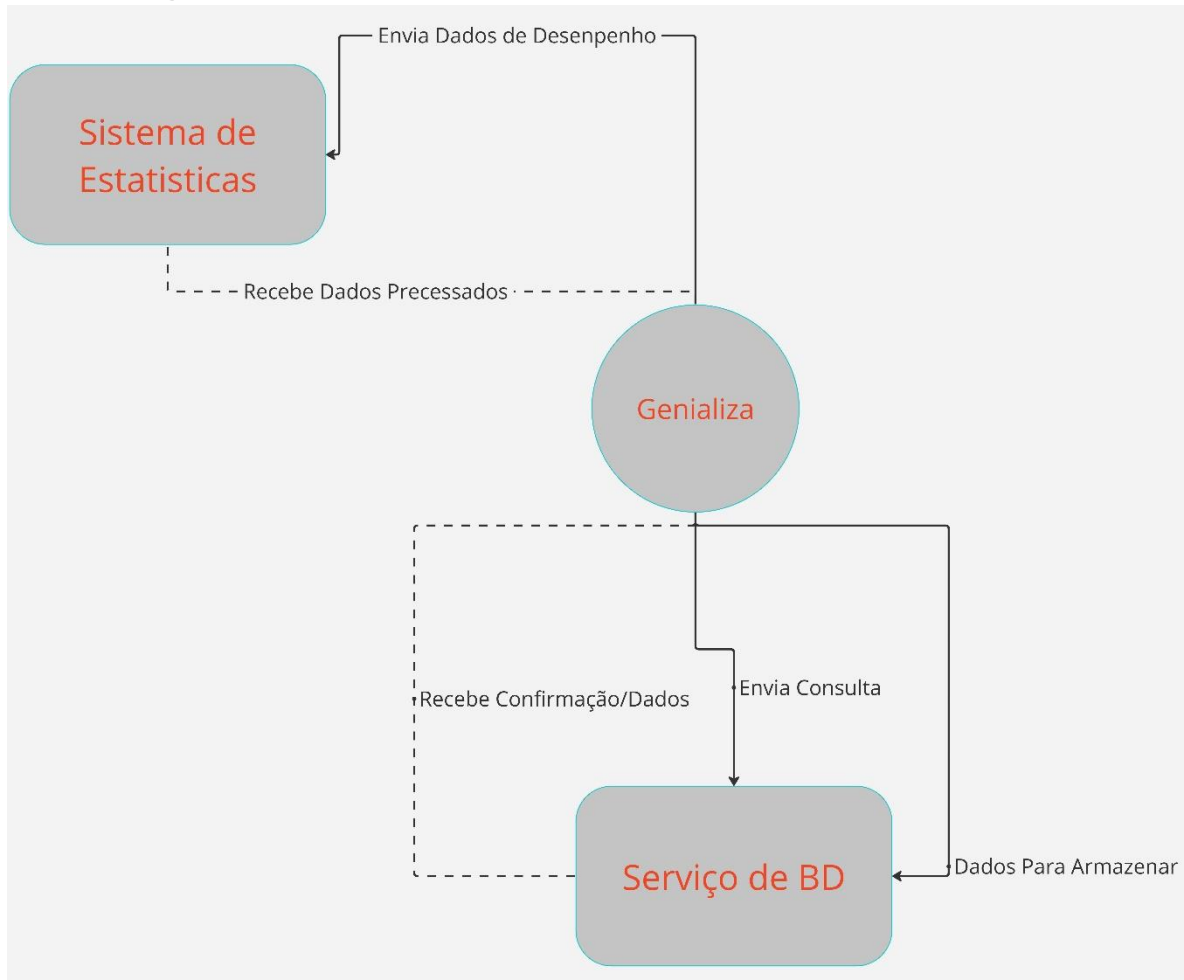 Envia Dados de Desenpenho
Sistema de
Estatisticas
Recebe Dados Precessados
Genializa
Envia Consulta
Recebe Confirmação/Dados
Dados Para Armazenar
Serviço de BD